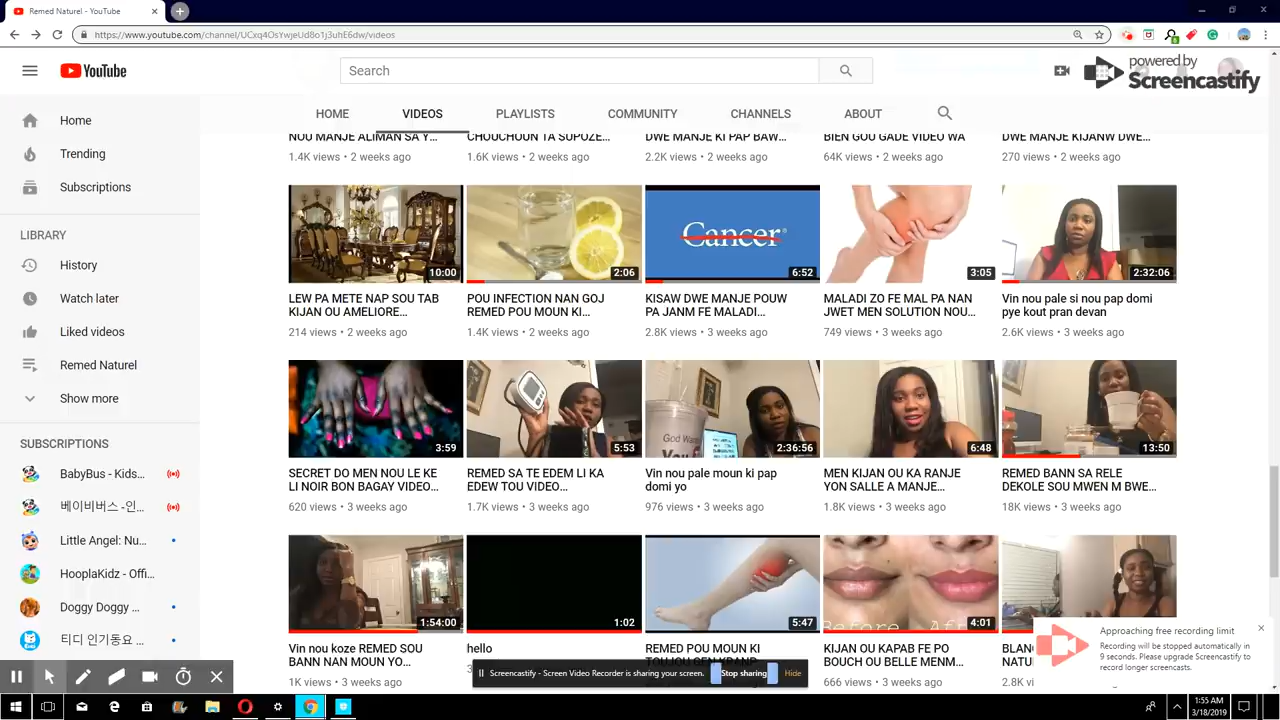 Remed Naturel - YouTube
https://www.youtube.com/channel/UCxq4OsYwjeUd8o1j3uhE6dw/videos
YouTube
Search
powered by
Screencastify
HOME VIDEOS PLAYLISTS COMMUNITY CHANNELS ABOUT
Home
Trending
Subscriptions
LIBRARY
History
Watch later
Liked videos
Remed Naturel
Show more
SUBSCRIPTIONS
BabyBus - Kids...
베이비버스 -인...
Little Angel: Nu...
HooplaKidz - Offi...
Doggy Doggy ...
티디 인기동요 ...
NOU MANJE ALIMAN SA Y...
1.4K views • 2 weeks ago
CHOUCHOUN TA SUPOZE...
1.6K views • 2 weeks ago
DWE MANJE KI PAP BAW...
2.2K views • 2 weeks ago
BIEN GOU GADE VIDEO WA
64K views • 2 weeks ago
DWE MANJE KIJANW DWE...
270 views • 2 weeks ago
10:00
LEW PA METE NAP SOU TAB
KIJAN OU AMELIORE...
214 views • 2 weeks ago
2:06
POU INFECTION NAN GOJ
REMED POU MOUN KI...
1.4K views • 2 weeks ago
Cancer
6:52
KISAW DWE MANJE POUW
PA JANM FE MALADI...
2.8K views • 3 weeks ago
3:05
MALADI ZO FE MAL PA NAN
JWET MEN SOLUTION NOU...
749 views • 3 weeks ago
2:32:06
Vin nou pale si nou pap domi
pye kout pran devan
2.6K views • 3 weeks ago
3:59
SECRET DO MEN NOU LE KE
LI NOIR BON BAGAY VIDEO...
620 views • 3 weeks ago
5:53
REMED SA TE EDEM LI KA
EDEW TOU VIDEO...
1.7K views • 3 weeks ago
God Wants
2:36:56
Vin nou pale moun ki pap
domi yo
976 views • 3 weeks ago
6:48
MEN KIJAN OU KA RANJE
YON SALLE A MANJE...
1.8K views • 3 weeks ago
13:50
REMED BANN SA RELE
DEKOLE SOU MWEN M BWE...
18K views • 3 weeks ago
1:54:00
Vin nou koze REMED SOU
BANN NAN MOUN YO...
1:02
hello
5:47
REMED POU MOUN KI
Before Afte
4:01
KIJAN OU KAPAB FE PO
BOUCH OU BELLE MENM...
666 views • 3 weeks ago
BLANC
NATU
Approaching free recording limit
Recording will be stopped automatically in
9 seconds. Please upgrade Screencastify to
record longer screencasts.
Screencastify - Screen Video Recorder is sharing your screen. Stop sharing Hide
1:55 AM
3/18/2019